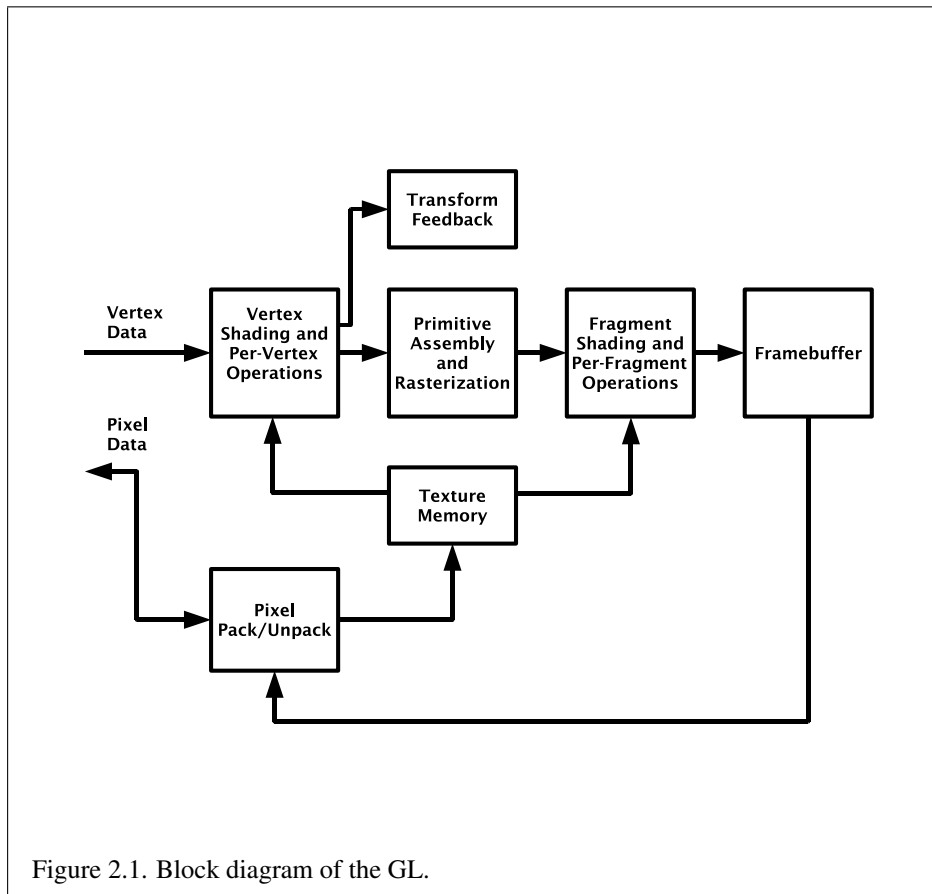 Transform
Feedback
Vertex
Data
Vertex
Shading and
Per-Vertex
Operations
Primitive
Assembly
and
Rasterization
Fragment
Shading and
Per-Fragment
Operations
Framebuffer
Pixel
Data
Texture
Memory
Pixel
Pack/Unpack
Figure 2.1. Block diagram of the GL.